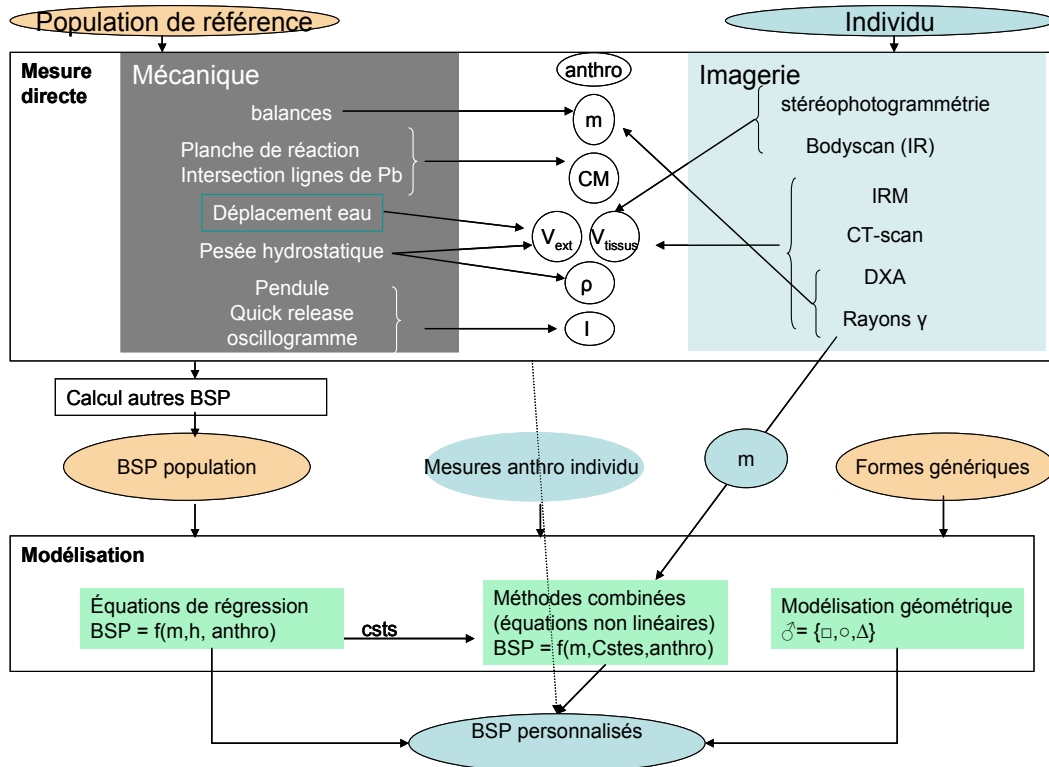 Population de référence
Individu
Mesure
directe
Mécanique
anthro
Imagerie
balances
m
stéréophotogrammétrie
Planche de réaction
Intersection lignes de Pb
CM
Bodyscan (IR)
Déplacement eau
IRM
Pesée hydrostatique
V_ext
V_tissus
CT-scan
Pendule
ρ
DXA
Quick release
oscillogramme
I
Rayons γ
Calcul autres BSP
BSP population
Mesures anthro individu
m
Formes génériques
Modélisation
Équations de régression
BSP = f(m,h, anthro)
csts
Méthodes combinées
(équations non linéaires)
BSP = f(m,Cstes,anthro)
Modélisation géométrique
♂= {□,○,Δ}
BSP personnalisés